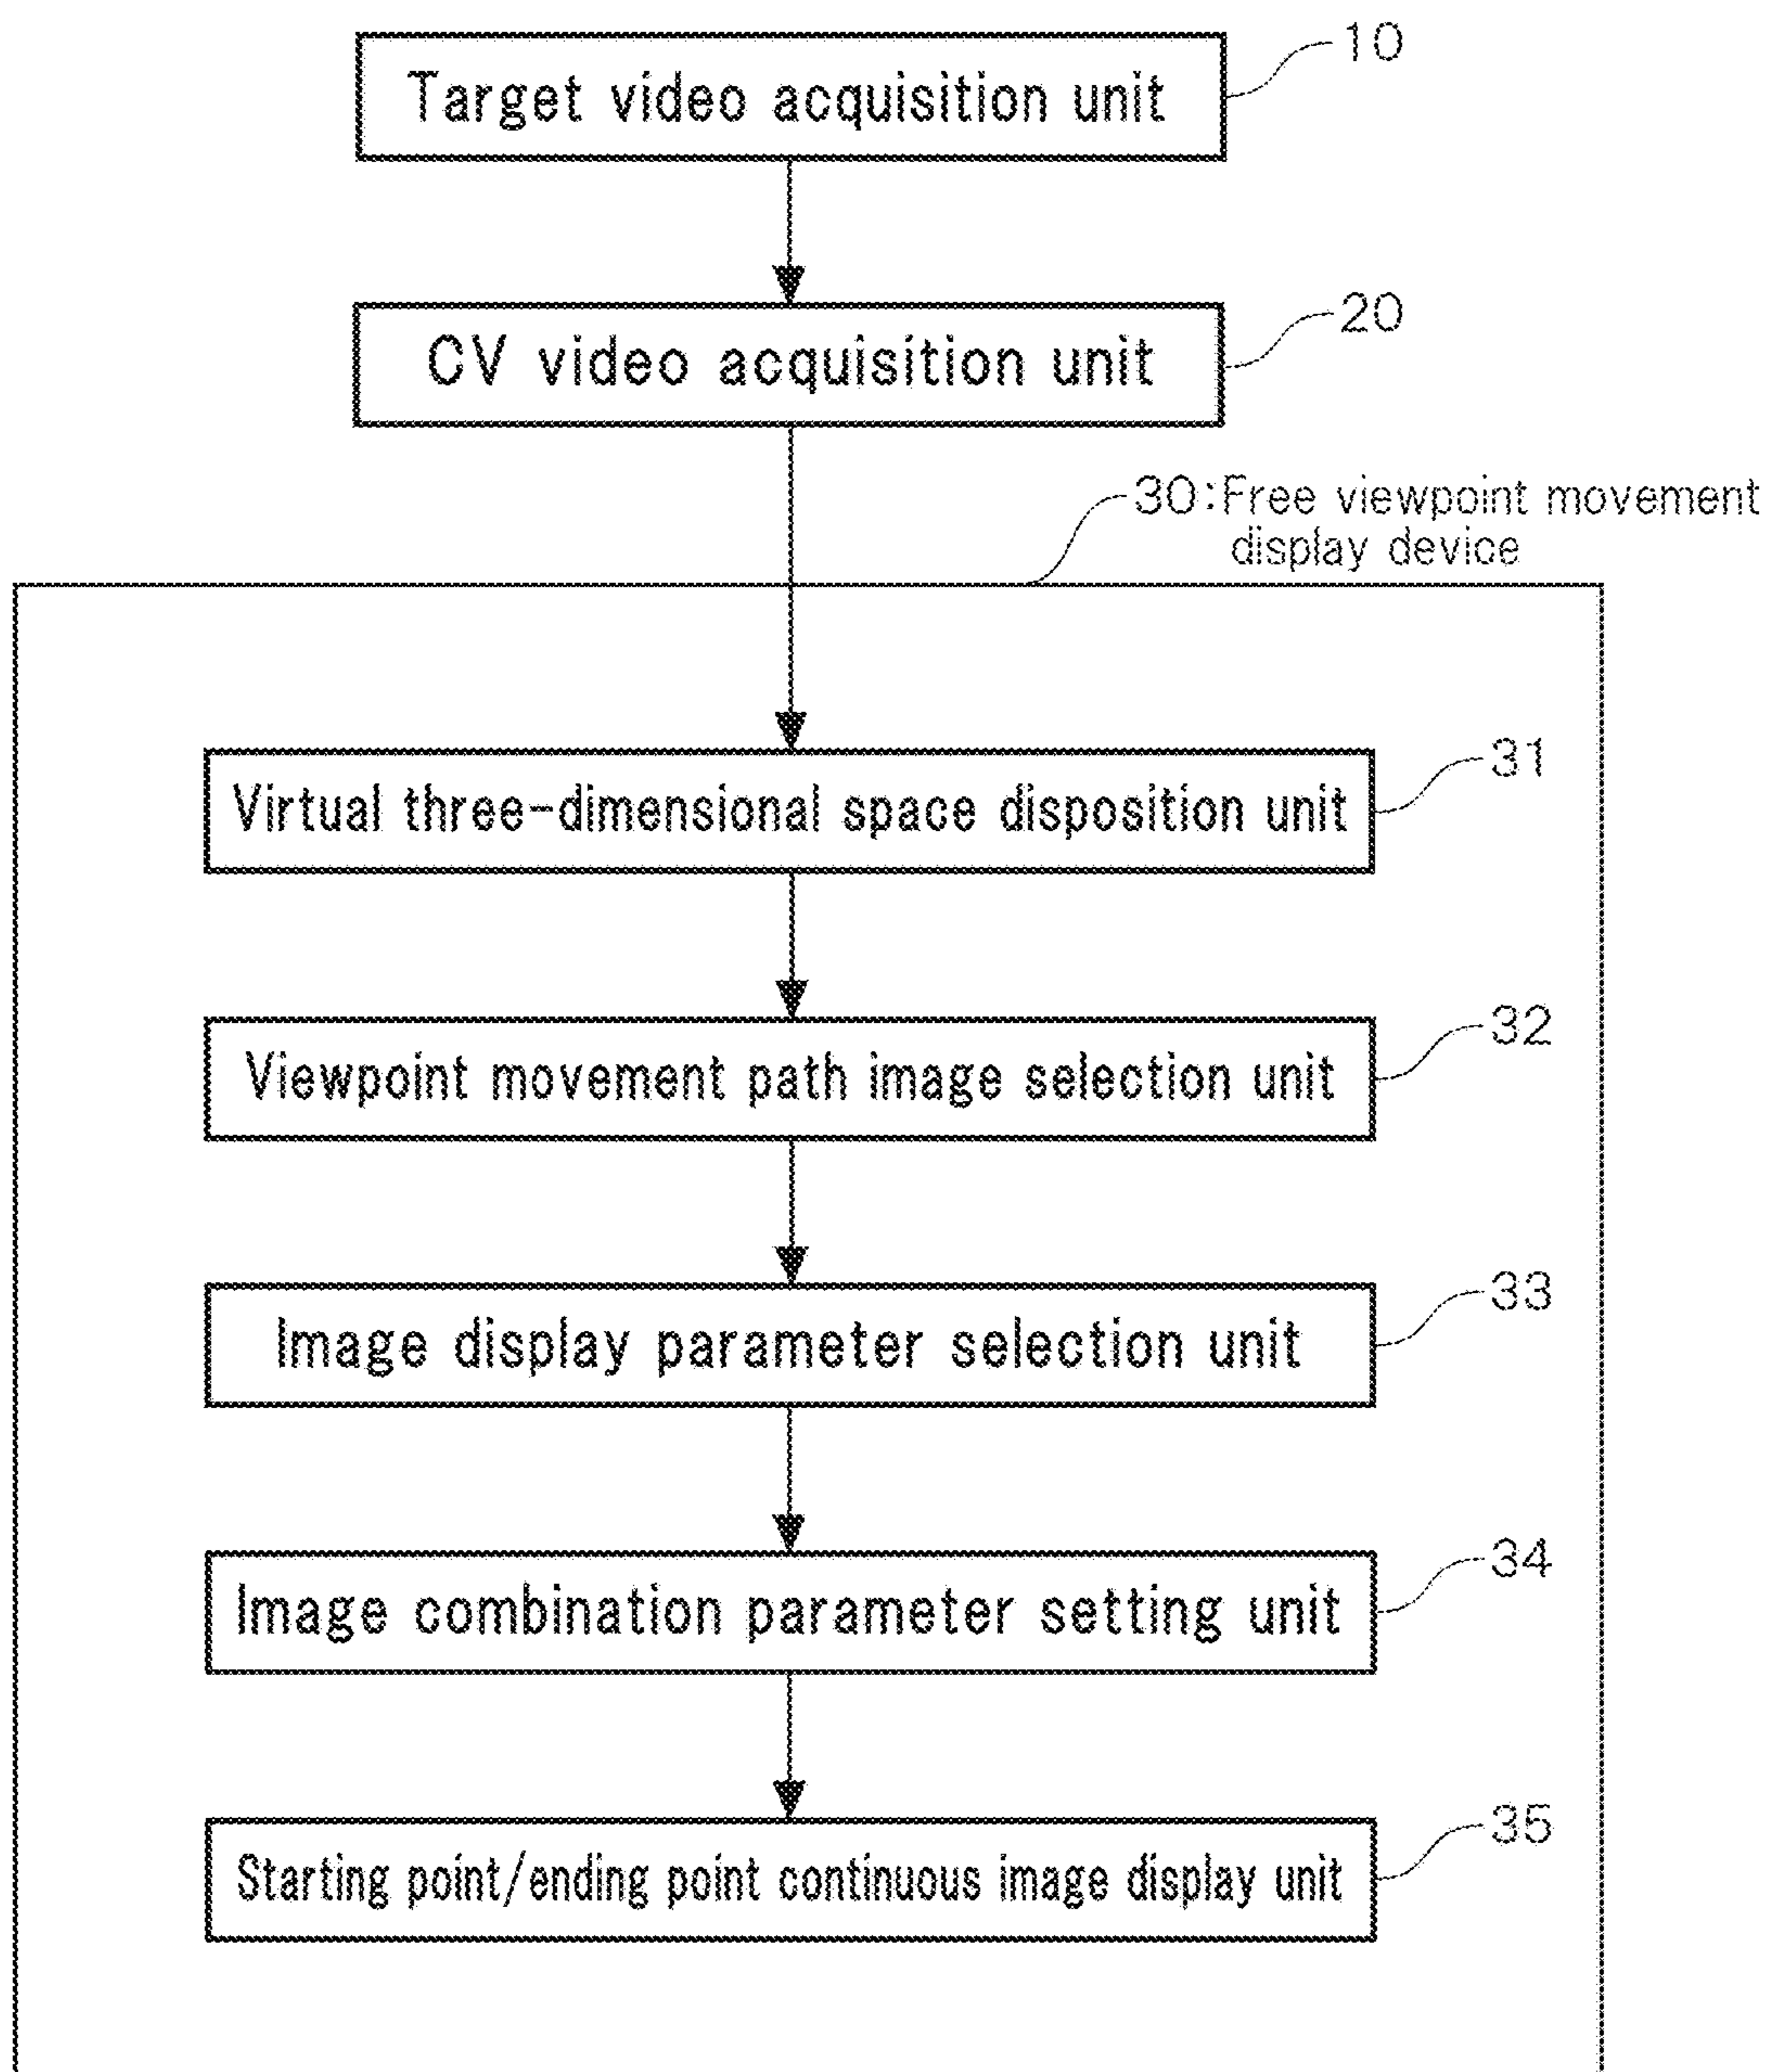 Target video acquisition unit
10
CV video acquisition unit
20
30:Free viewpoint movement
display device
Virtual three-dimensional space disposition unit
31
Viewpoint movement path image selection unit
32
Image display parameter selection unit
33
Image combination parameter setting unit
34
Starting point/ending point continuous image display unit
35